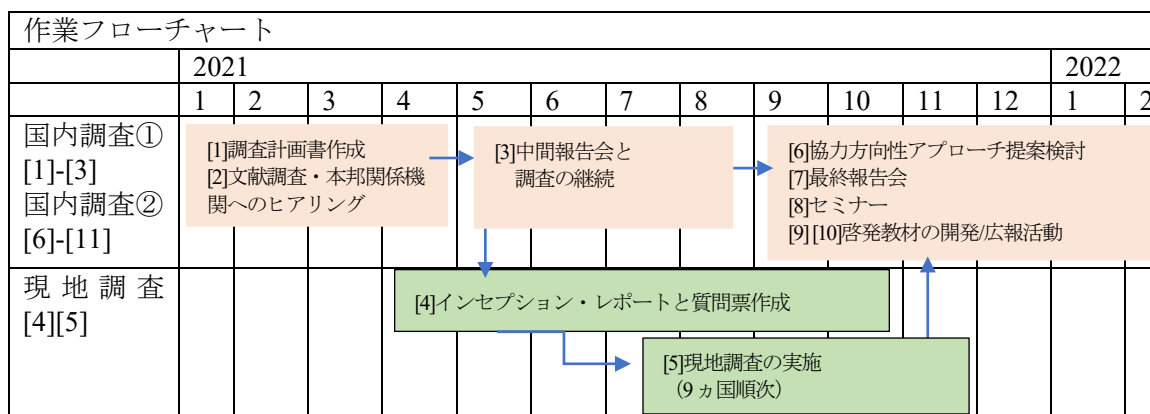 作業フローチャート
2021 2022
1 2 3 4 5 6 7 8 9 10 11 12 1 2
国内調査①
[1]-[3]
国内調査②
[6]-[11]
[1]調査計画書作成
[2]文献調査・本邦関係機
関へのヒアリング
[3]中間報告会と
調査の継続
[6]協力方向性アプローチ提案検討
[7]最終報告会
[8]セミナー
[9][10]啓発教材の開発/広報活動
現地調査
[4][5]
[4]インセプション・レポートと質問票作成
[5]現地調査の実施
(9ヵ国順次)